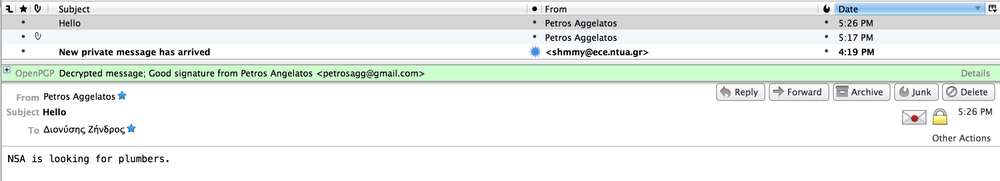 Subject From Date
Hello Petros Aggelatos 5:26 PM
Petros Aggelatos 5:17 PM
New private message has arrived <shmmy@ece.ntua.gr> 4:19 PM
OpenPGP Decrypted message; Good signature from Petros Angelatos <petrosagg@gmail.com> Details
From Petros Aggelatos Reply Forward Archive Junk Delete
Subject Hello 5:26 PM
To Διονύσης Ζήνδρος
Other Actions
NSA is looking for plumbers.